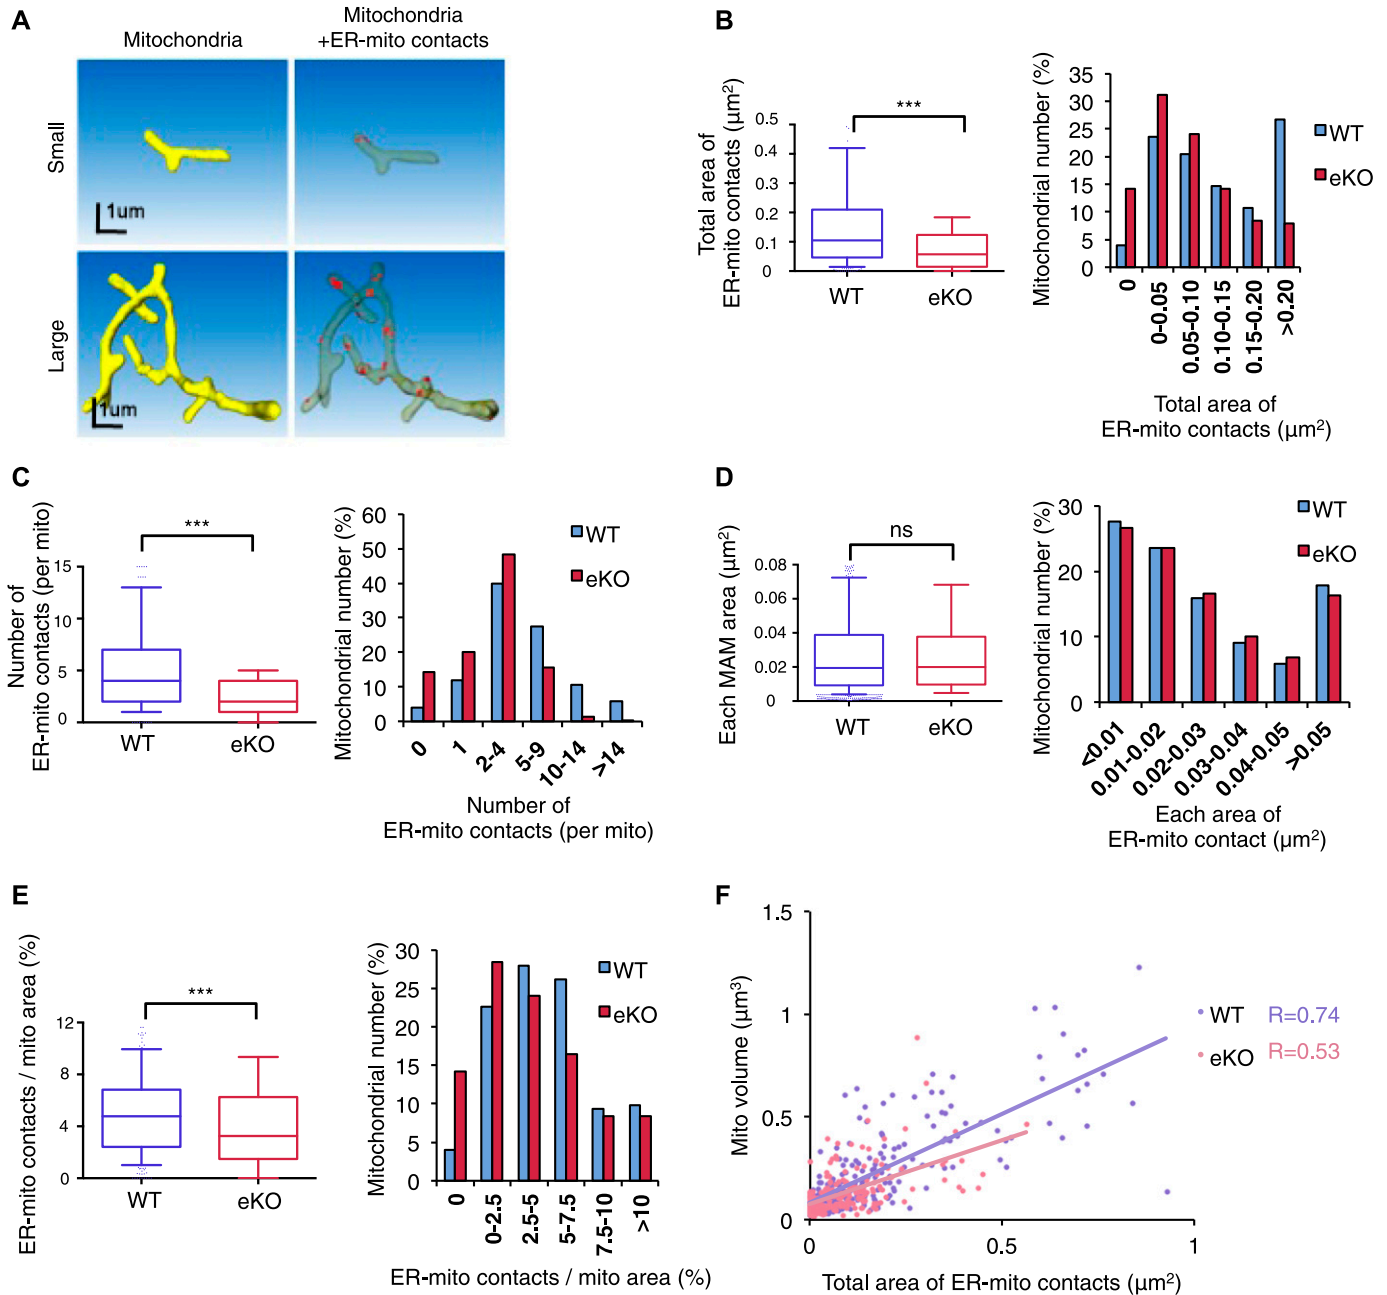 A
Mitochondria
Mitochondria
+ER-mito contacts
Small
1um
Large
1um
B
Total area of
ER-mito contacts (μm²)
0.5
0.4
0.3
0.2
0.1
0
***
WT
eKO
Mitochondrial number (%)
35
30
25
20
15
10
5
0
WT
eKO
0
0-0.05
0.05-0.10
0.10-0.15
0.15-0.20
>0.20
Total area of
ER-mito contacts (μm²)
C
Number of
ER-mito contacts (per mito)
15
10
5
0
***
WT
eKO
Mitochondrial number (%)
60
50
40
30
20
10
0
WT
eKO
0
1
2-4
5-9
10-14
>14
Number of
ER-mito contacts (per mito)
D
Each MAM area (μm²)
0.08
0.06
0.04
0.02
0
ns
WT
eKO
Mitochondrial number (%)
30
20
10
0
WT
eKO
<0.01
0.01-0.02
0.02-0.03
0.03-0.04
0.04-0.05
>0.05
Each area of
ER-mito contact (μm²)
E
ER-mito contacts / mito area (%)
12
8
4
0
***
WT
eKO
Mitochondrial number (%)
30
25
20
15
10
5
0
WT
eKO
0
0-2.5
2.5-5
5-7.5
7.5-10
>10
ER-mito contacts / mito area (%)
F
Mito volume (μm³)
1.5
1
0.5
0
WT R=0.74
eKO R=0.53
0
0.5
1
Total area of ER-mito contacts (μm²)